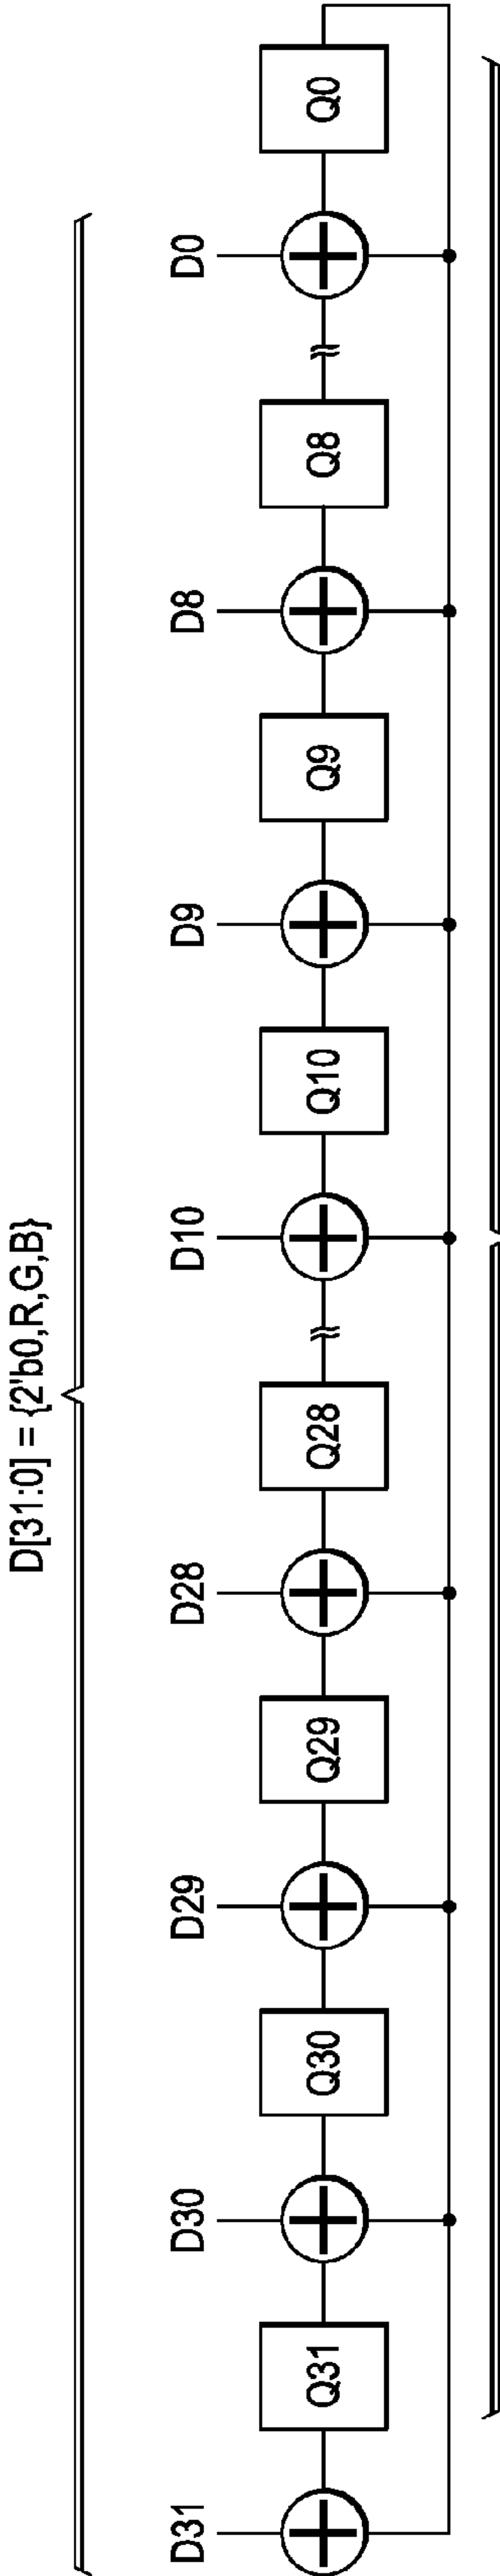 D[31:0] = {2'b0,R,G,B}
D31 D30 D29 D28 D10 D9 D8 D0
Q31 Q30 Q29 Q28 Q10 Q9 Q8 Q0